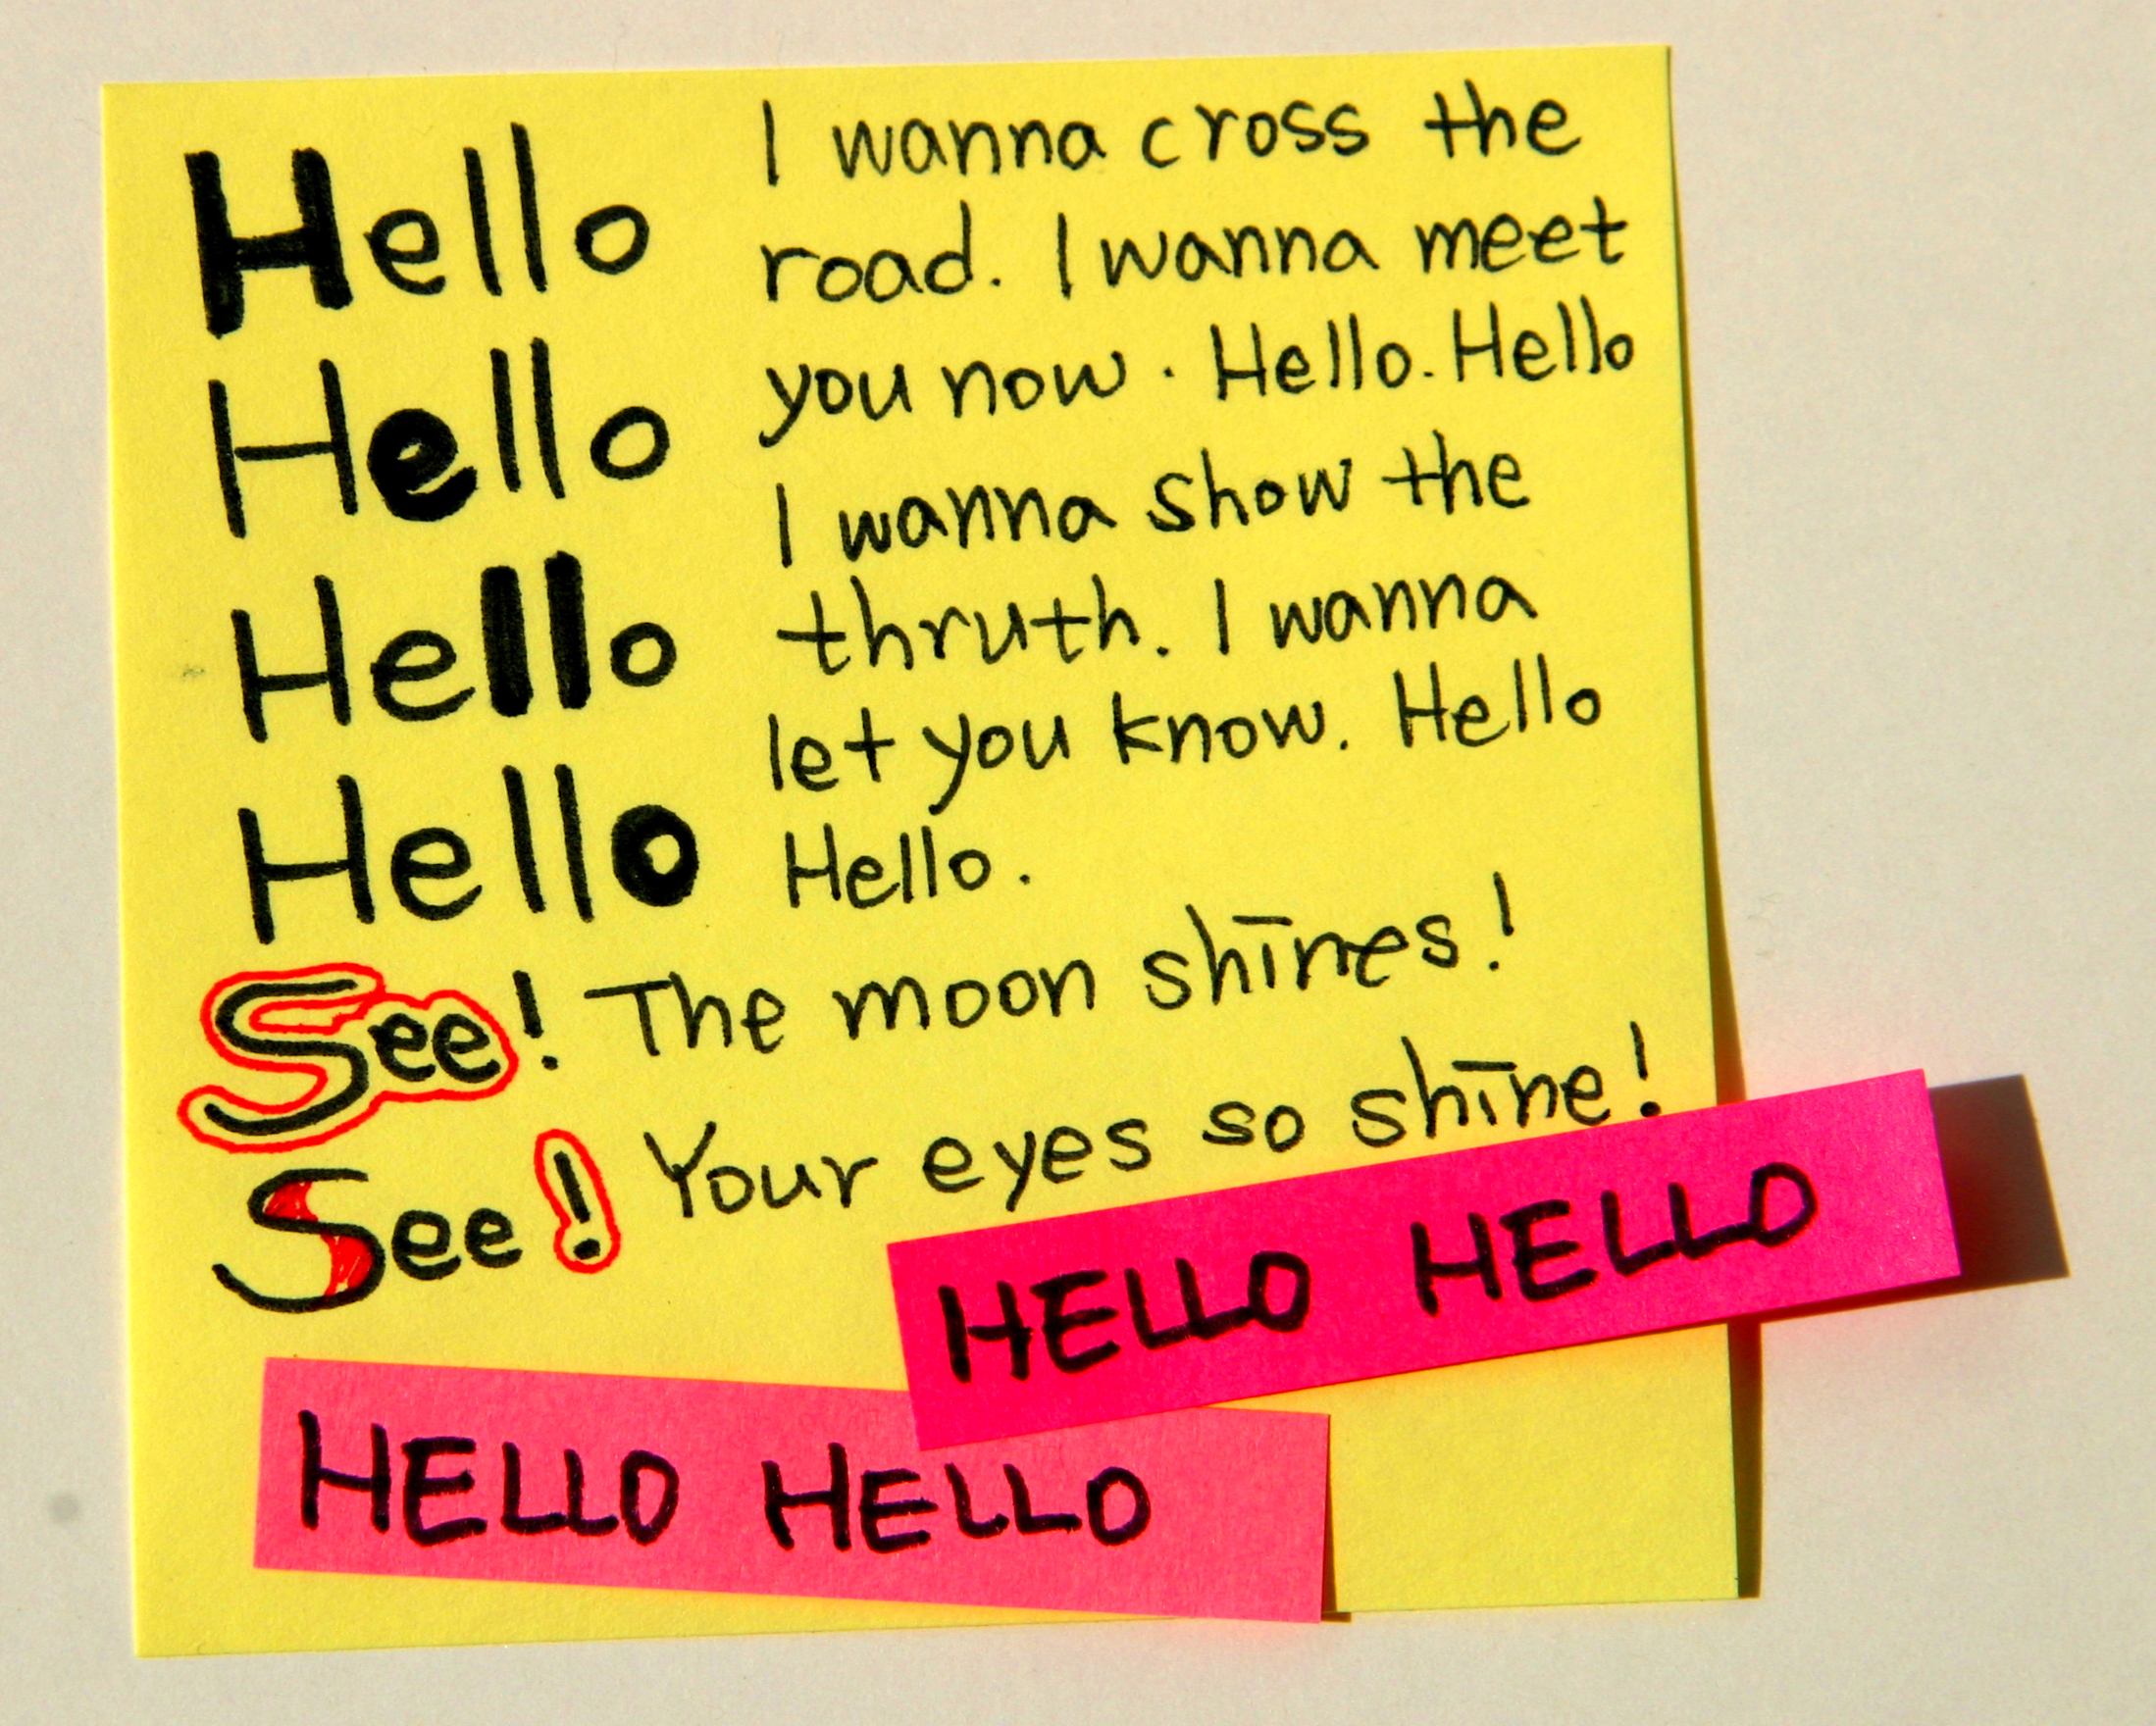 Hello
Hello
Hello
Hello
I wanna cross the
road. I wanna meet
you now. Hello. Hello
I wanna show the
thruth. I wanna
let you know. Hello
Hello.
See! The moon shines!
See! Your eyes so shine!
HELLO HELLO
HELLO HELLO